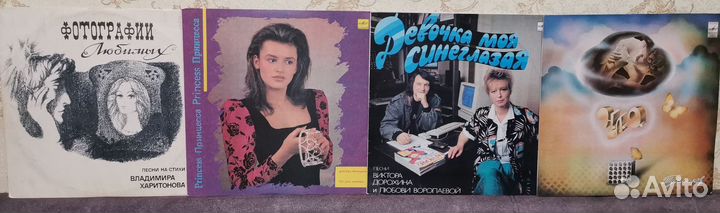 ФОТОГРАФИИ
Любимых
ПЕСНИ НА СТИХИ
ВЛАДИМИРА
ХАРИТОНОВА
Princess Принцесса Princess Принцесса
Девочка моя
синеглазая
ПЕСНИ
ВИКТОРА
ДОРОХИНА
и ЛЮБОВИ ВОРОПАЕВОЙ
Avito